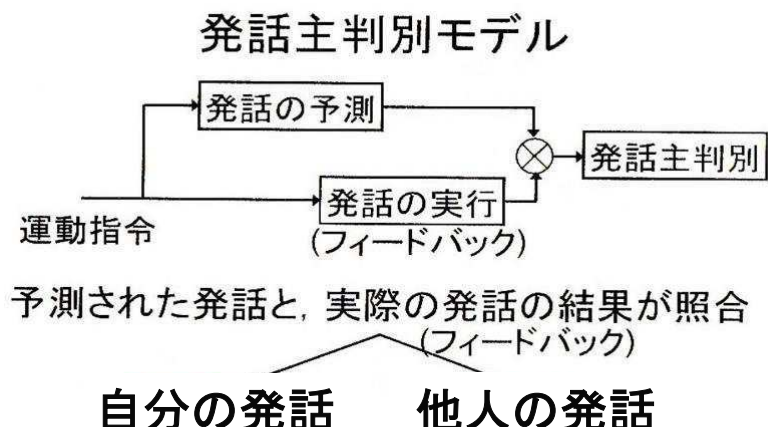 発話主判別モデル
発話の予測
発話主判別
発話の実行
運動指令
(フィードバック)
予測された発話と, 実際の発話の結果が照合
(フィードバック)
自分の発話 他人の発話